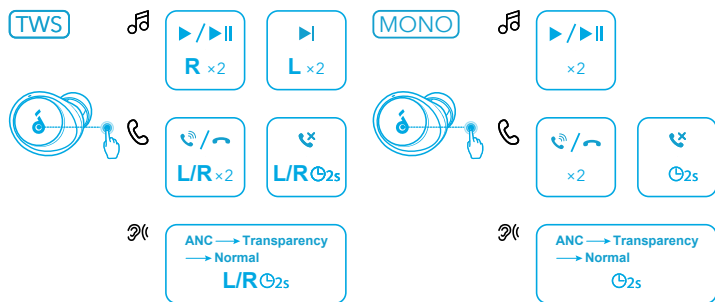 TWS
R ×2
L ×2
L/R ×2
L/R 2s
ANC → Transparency
→ Normal
L/R 2s
MONO
×2
×2
2s
ANC → Transparency
→ Normal
2s